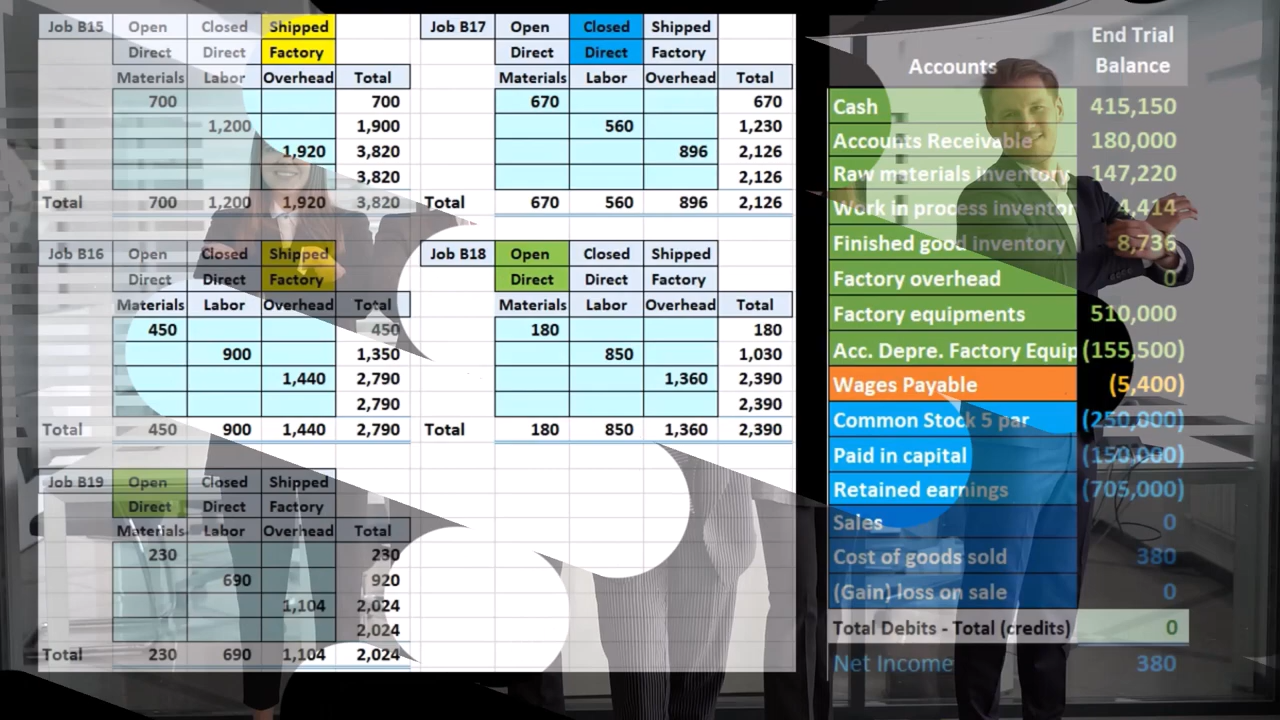 Job B15 Open Closed Shipped
Direct Direct Factory
Materials Labor Overhead Total
700 700
1,200 1,900
1,920 3,820
3,820
Total 700 1,200 1,920 3,820
Job B17 Open Closed Shipped
Direct Direct Factory
Materials Labor Overhead Total
670 670
560 1,230
896 2,126
2,126
Total 670 560 896 2,126
Job B16 Open Closed Shipped
Direct Direct Factory
Materials Labor Overhead Total
450 450
900 1,350
1,440 2,790
2,790
Total 450 900 1,440 2,790
Job B18 Open Closed Shipped
Direct Direct Factory
Materials Labor Overhead Total
180 180
850 1,030
1,360 2,390
2,390
Total 180 850 1,360 2,390
Job B19 Open Closed Shipped
Direct Direct Factory
Materials Labor Overhead Total
230 230
690 920
1,104 2,024
2,024
Total 230 690 1,104 2,024
End Trial
Accounts Balance
Cash 415,150
Accounts Receivable 180,000
Raw materials inventory 147,220
Work in process inventor 4,414
Finished good inventory 8,736
Factory overhead 0
Factory equipments 510,000
Acc. Depre. Factory Equip (155,500)
Wages Payable (5,400)
Common Stock 5 par (250,800)
Paid in capital (150,000)
Retained earnings (705,000)
Sales 0
Cost of goods sold 380
(Gain) loss on sale 0
Total Debits - Total (credits) 0
Net Income 380